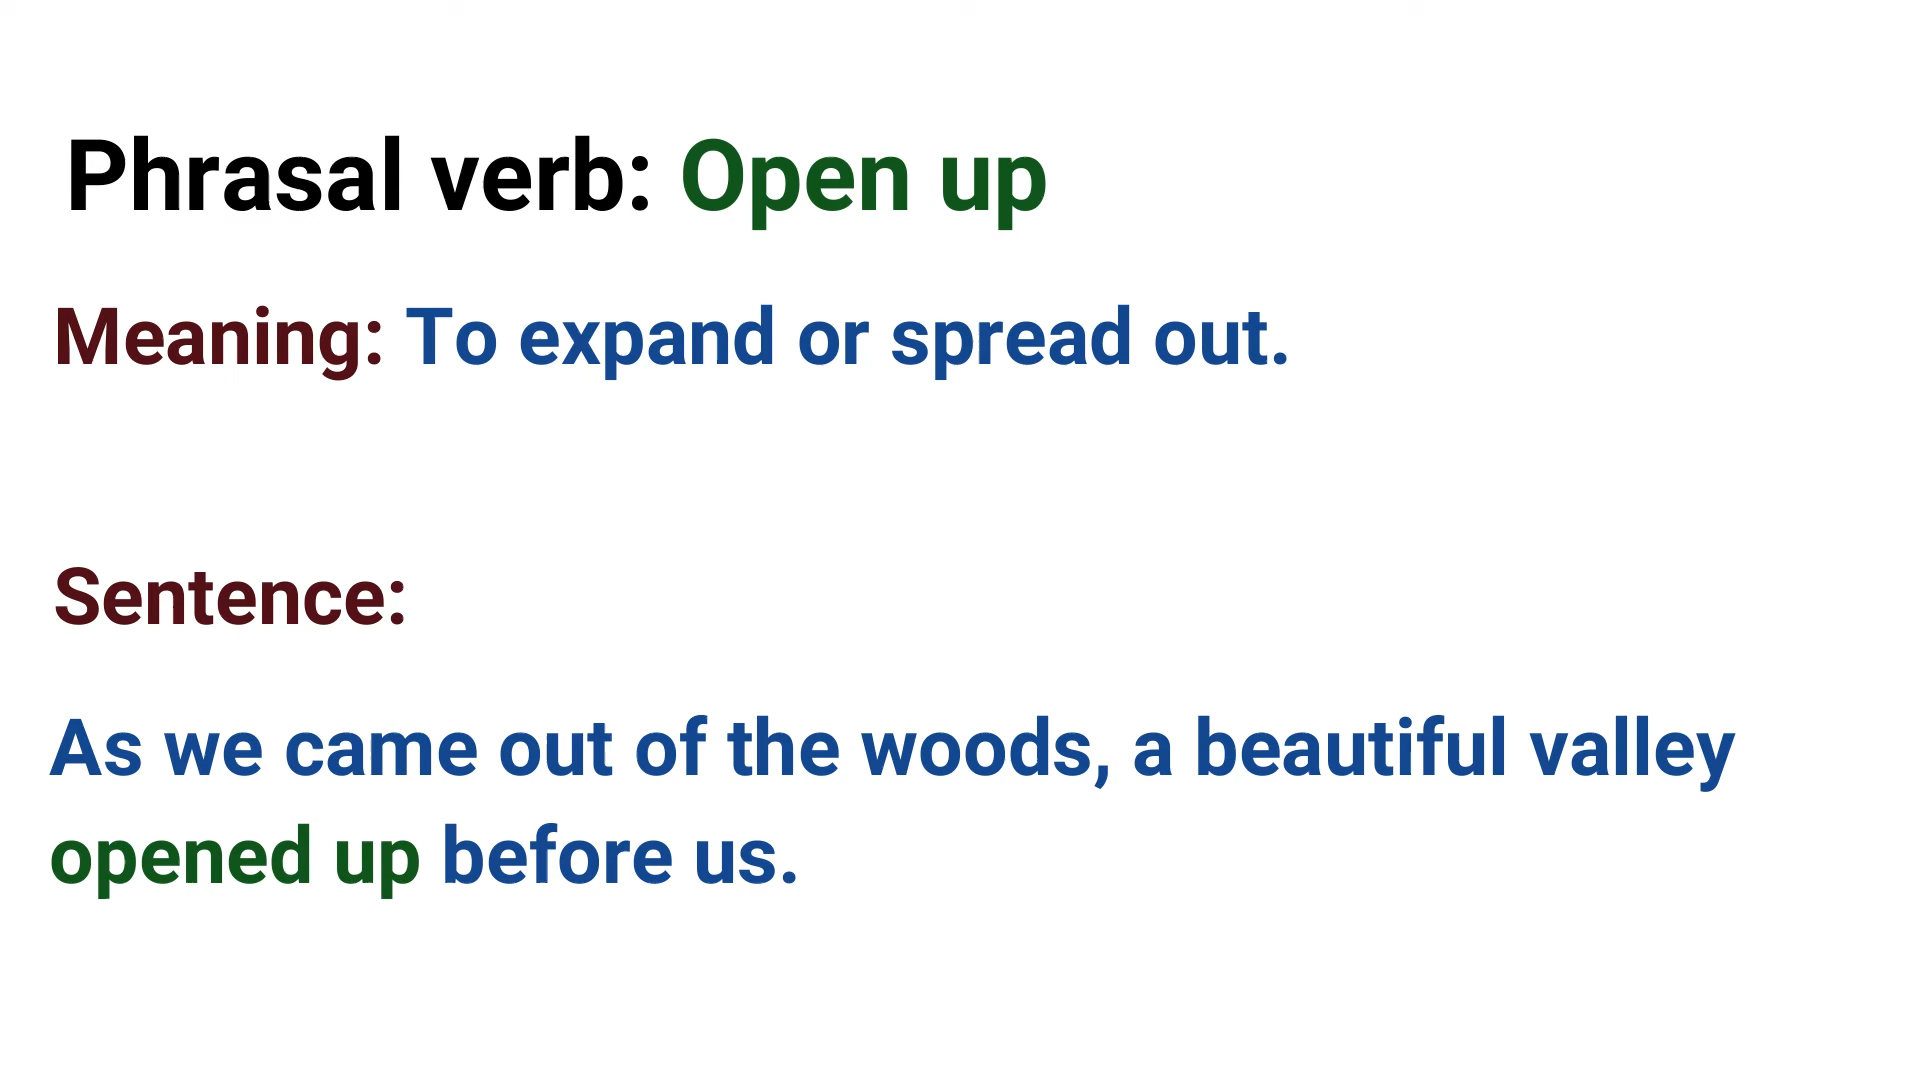 Phrasal verb: Open up
Meaning: To expand or spread out.
Sentence:
As we came out of the woods, a beautiful valley
opened up before us.